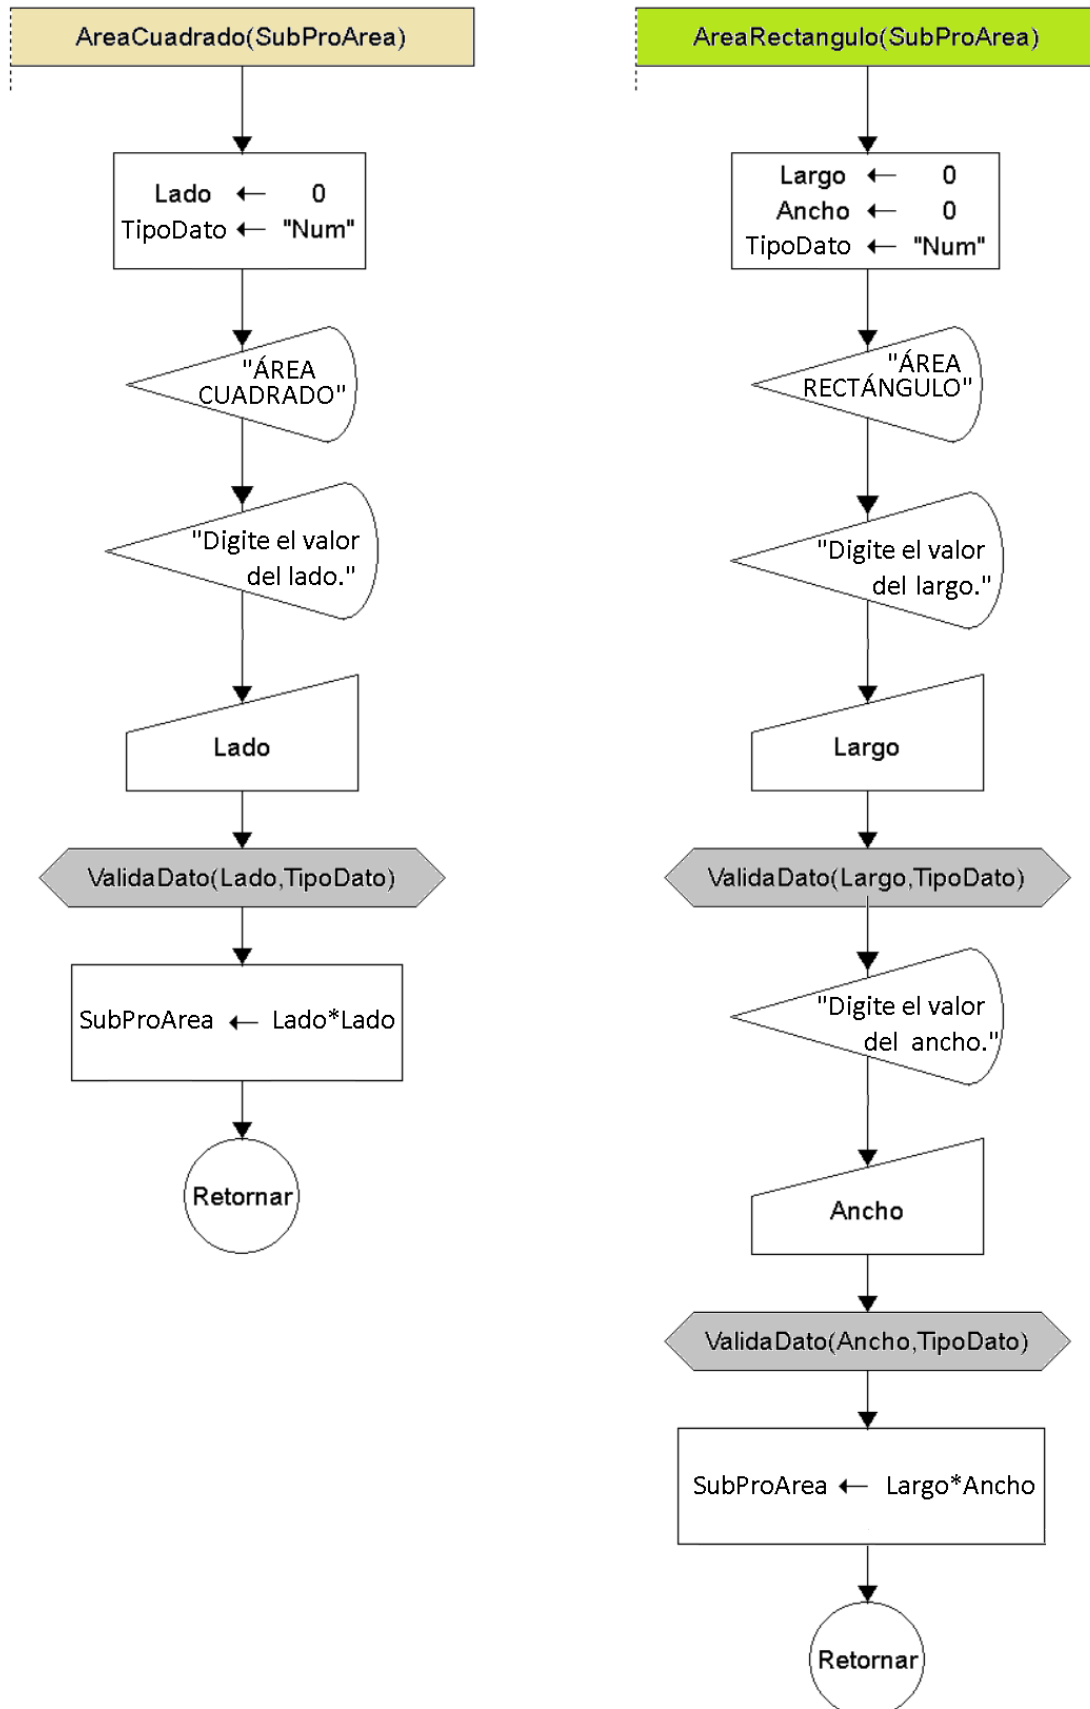 AreaCuadrado(SubProArea)
Lado ← 0
TipoDato ← "Num"
"ÁREA
CUADRADO"
"Digite el valor
del lado."
Lado
ValidaDato(Lado,TipoDato)
SubProArea ← Lado*Lado
Retornar
AreaRectangulo(SubProArea)
Largo ← 0
Ancho ← 0
TipoDato ← "Num"
"ÁREA
RECTÁNGULO"
"Digite el valor
del largo."
Largo
ValidaDato(Largo,TipoDato)
"Digite el valor
del ancho."
Ancho
ValidaDato(Ancho,TipoDato)
SubProArea ← Largo*Ancho
Retornar